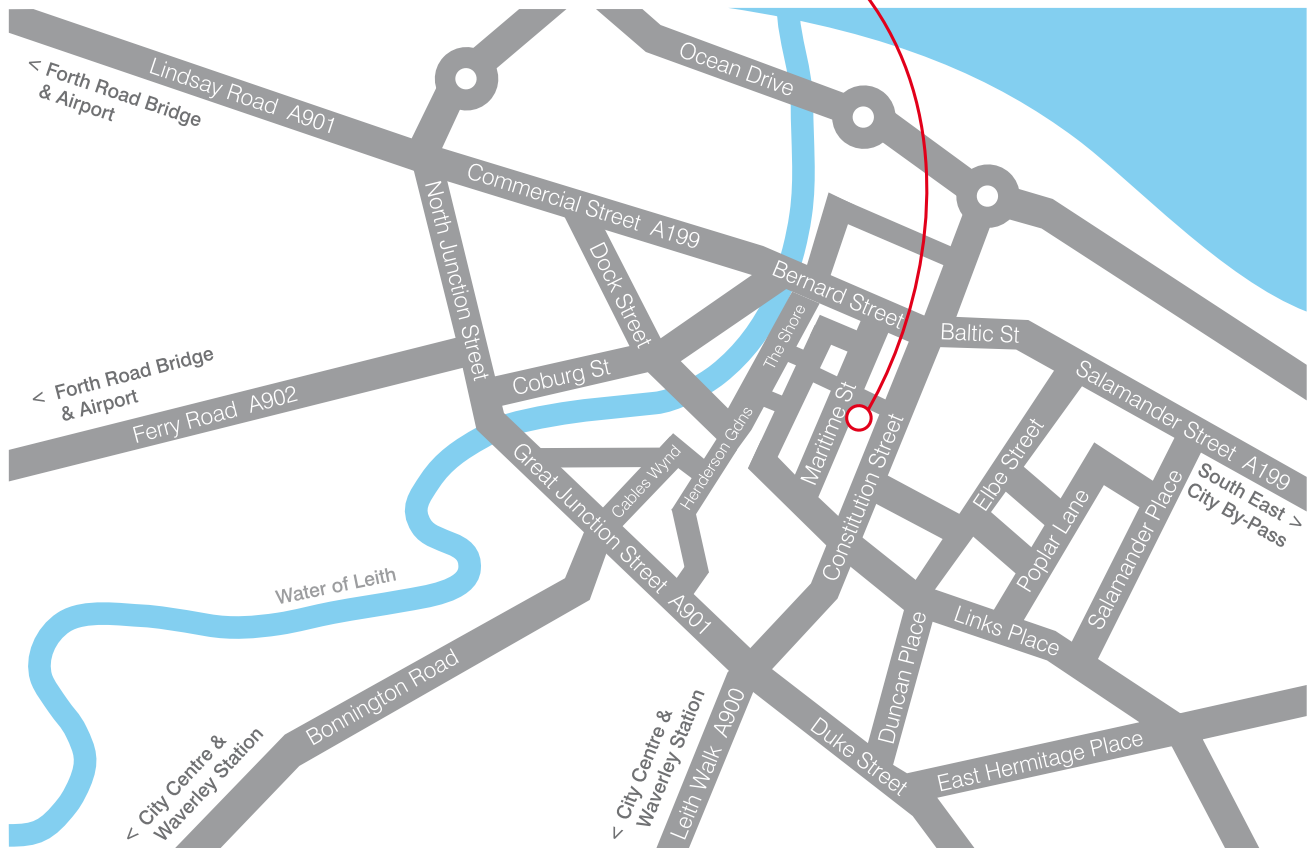 Ocean Drive
Lindsay Road A901
< Forth Road Bridge
& Airport
Commercial Street A199
North Junction Street
Dock Street
Bernard Street
The Shore
Baltic St
Salamander Street A199
South East >
City By-Pass
< Forth Road Bridge
& Airport
Ferry Road A902
Coburg St
Maritime St
Henderson Gdns
Constitution Street
Elbe Street
Poplar Lane
Salamander Place
Great Junction Street A901
Cables Wynd
Water of Leith
Links Place
Duncan Place
Bonnington Road
< City Centre &
Waverley Station
< City Centre &
Waverley Station
Leith Walk A900
Duke Street
East Hermitage Place